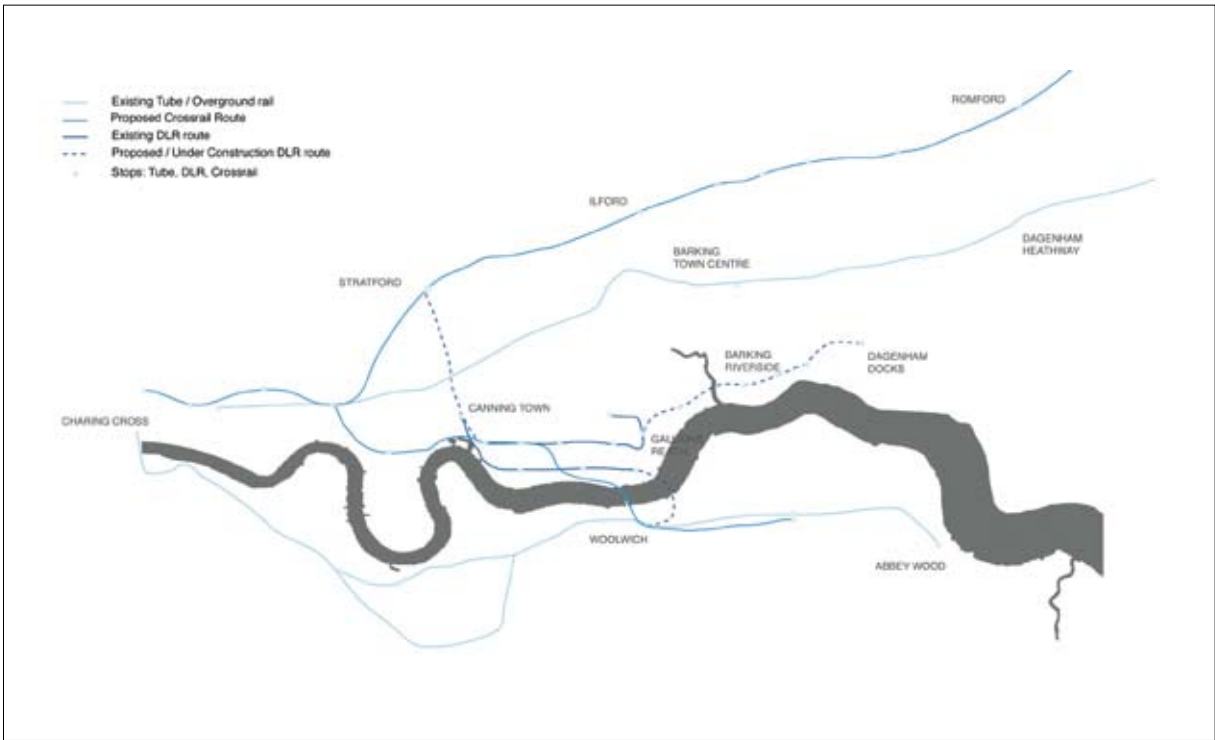 Existing Tube / Overground rail
Proposed Crossrail Route
Existing DLR route
Proposed / Under Construction DLR route
Stops: Tube, DLR, Crossrail
ROMFORD
ILFORD
BARKING
TOWN CENTRE
DAGENHAM
HEATHWAY
STRATFORD
BARKING
RIVERSIDE
DAGENHAM
DOCKS
CANNING TOWN
CHARING CROSS
WOOLWICH
ABBEY WOOD